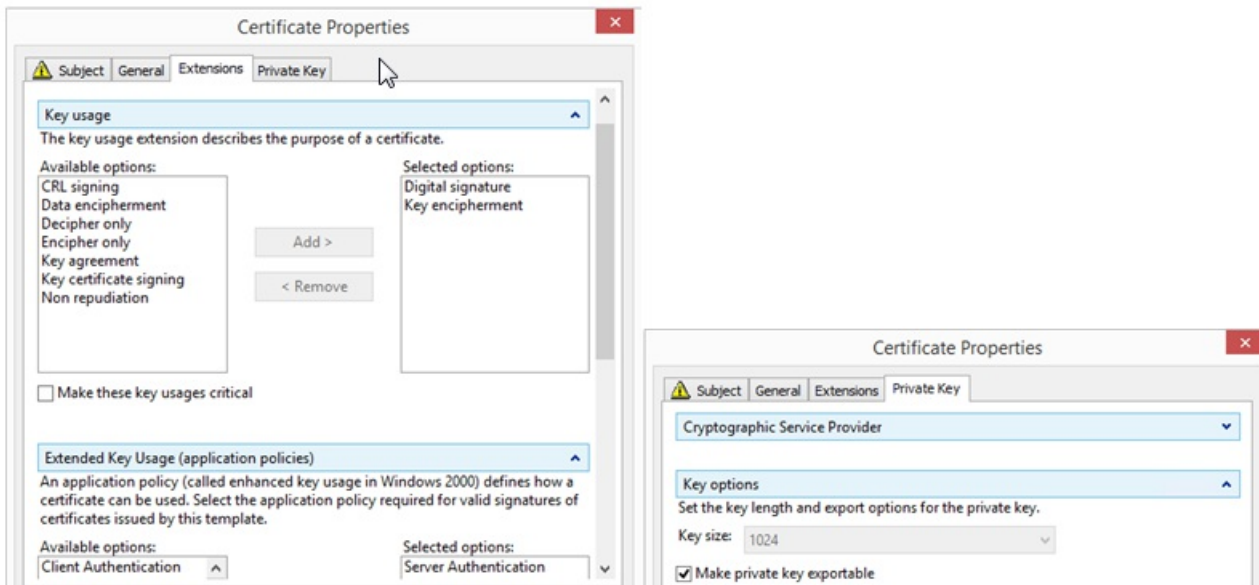 Certificate Properties
Subject General Extensions Private Key
Key usage
The key usage extension describes the purpose of a certificate.
Available options:
CRL signing
Data encipherment
Decipher only
Encipher only
Key agreement
Key certificate signing
Non repudiation
Add >
< Remove
Selected options:
Digital signature
Key encipherment
Make these key usages critical
Extended Key Usage (application policies)
An application policy (called enhanced key usage in Windows 2000) defines how a
certificate can be used. Select the application policy required for valid signatures of
certificates issued by this template.
Available options:
Client Authentication
Selected options:
Server Authentication
Certificate Properties
Subject General Extensions Private Key
Cryptographic Service Provider
Key options
Set the key length and export options for the private key.
Key size: 1024
Make private key exportable